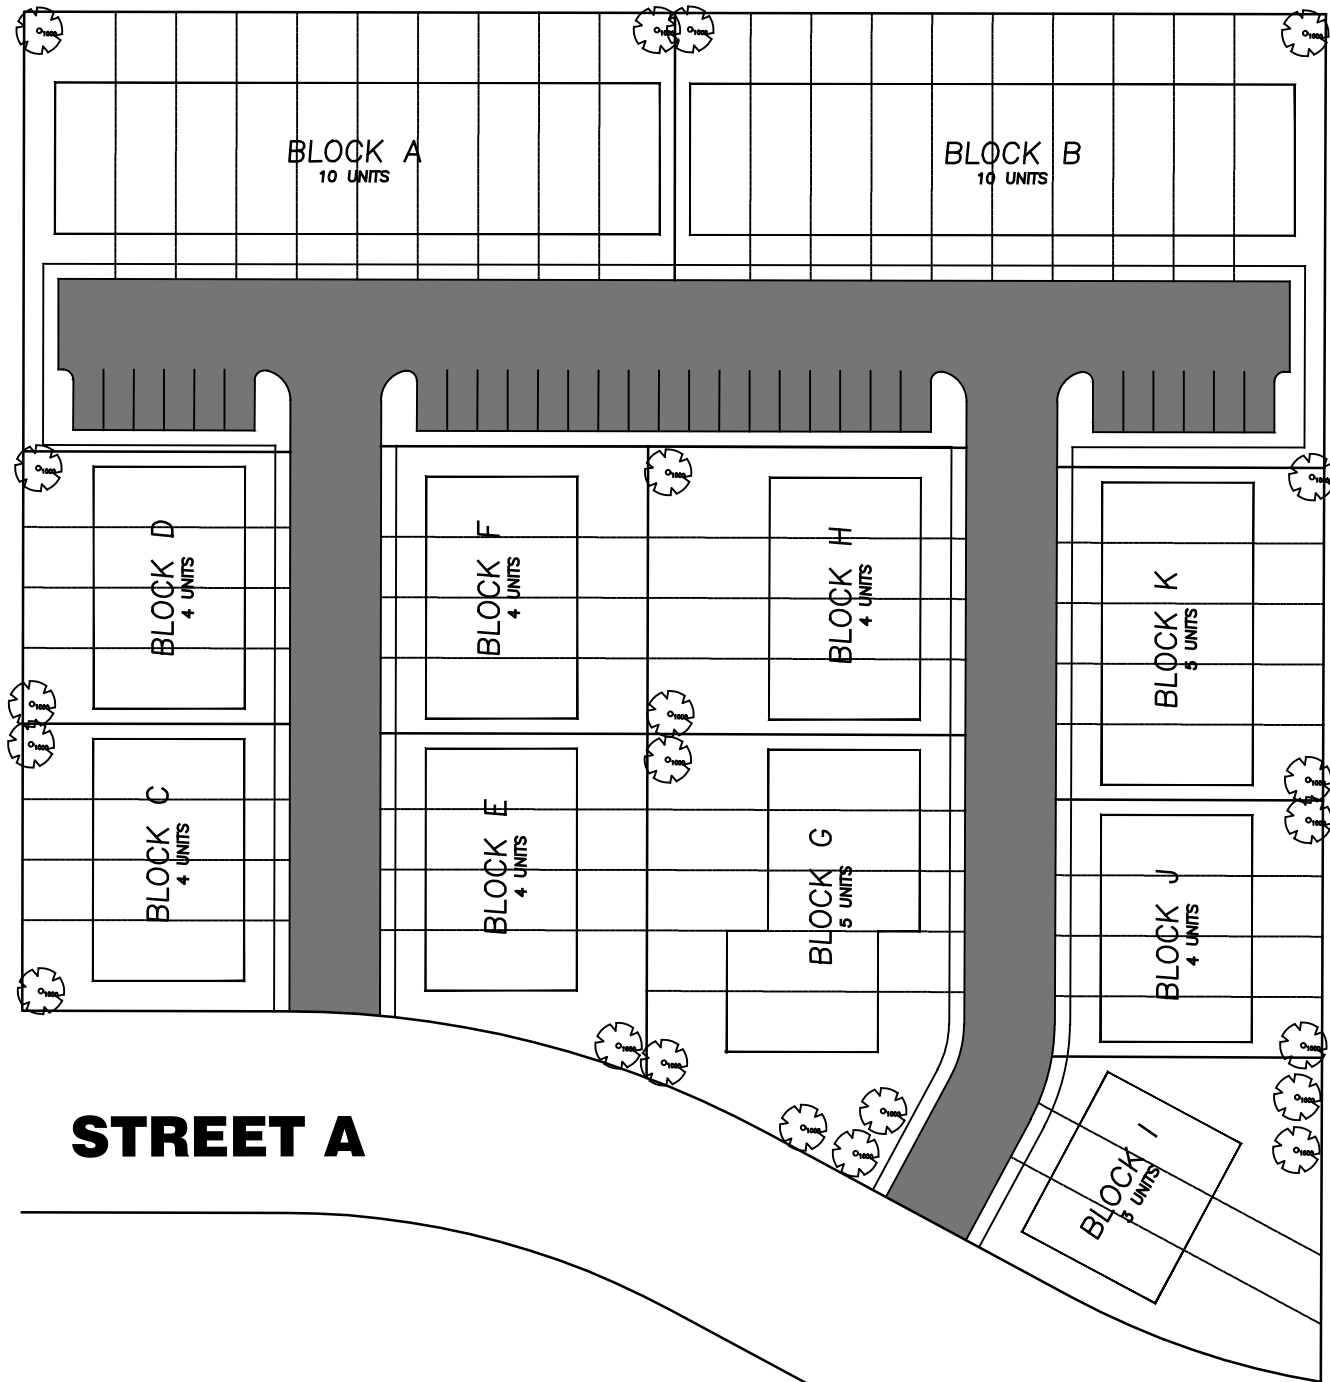 BLOCK A
10 UNITS
BLOCK B
10 UNITS
BLOCK D
4 UNITS
BLOCK F
4 UNITS
BLOCK H
4 UNITS
BLOCK K
5 UNITS
BLOCK C
4 UNITS
BLOCK E
4 UNITS
BLOCK G
5 UNITS
BLOCK J
4 UNITS
BLOCK I
3 UNITS
STREET A